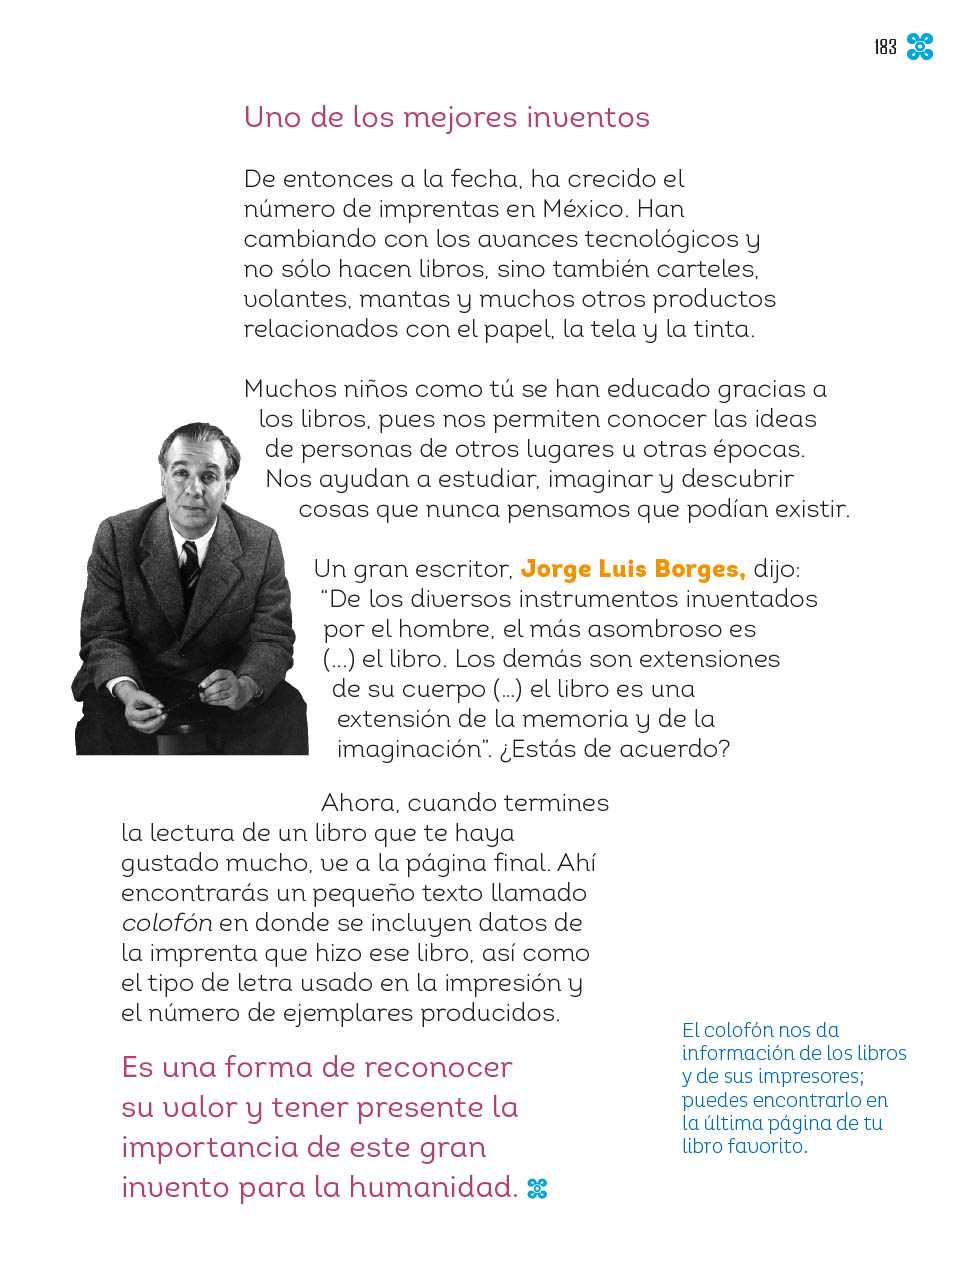 183
Uno de los mejores inventos
De entonces a la fecha, ha crecido el
número de imprentas en México. Han
cambiando con los avances tecnológicos y
no sólo hacen libros, sino también carteles,
volantes, mantas y muchos otros productos
relacionados con el papel, la tela y la tinta.
Muchos niños como tú se han educado gracias a
los libros, pues nos permiten conocer las ideas
de personas de otros lugares u otras épocas.
Nos ayudan a estudiar, imaginar y descubrir
cosas que nunca pensamos que podían existir.
Un gran escritor, Jorge Luis Borges, dijo:
“De los diversos instrumentos inventados
por el hombre, el más asombroso es
(...) el libro. Los demás son extensiones
de su cuerpo (...) el libro es una
extensión de la memoria y de la
imaginación”. ¿Estás de acuerdo?
Ahora, cuando termines
la lectura de un libro que te haya
gustado mucho, ve a la página final. Ahí
encontrarás un pequeño texto llamado
colofón en donde se incluyen datos de
la imprenta que hizo ese libro, así como
el tipo de letra usado en la impresión y
el número de ejemplares producidos.
Es una forma de reconocer
su valor y tener presente la
importancia de este gran
invento para la humanidad.
El colofón nos da
información de los libros
y de sus impresores;
puedes encontrarlo en
la última página de tu
libro favorito.